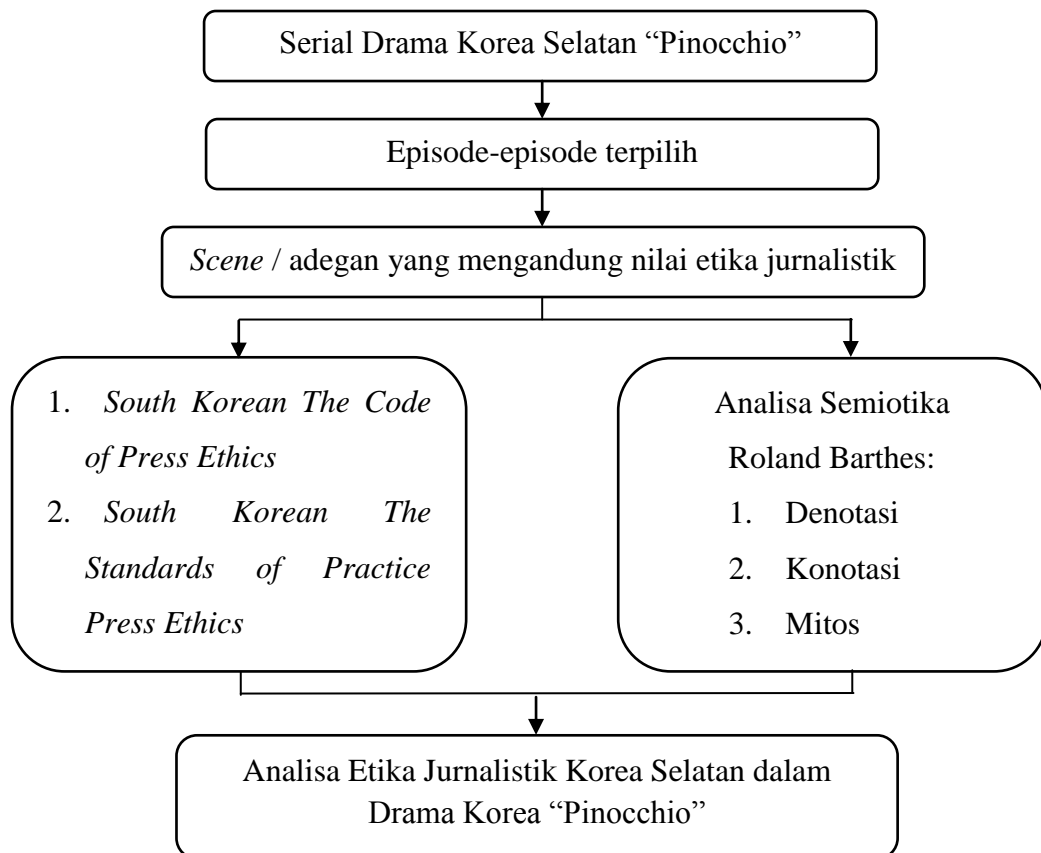 Serial Drama Korea Selatan “Pinocchio”
Episode-episode terpilih
Scene / adegan yang mengandung nilai etika jurnalistik
1. South Korean The Code
of Press Ethics
2. South Korean The
Standards of Practice
Press Ethics
Analisa Semiotika
Roland Barthes:
1. Denotasi
2. Konotasi
3. Mitos
Analisa Etika Jurnalistik Korea Selatan dalam
Drama Korea “Pinocchio”